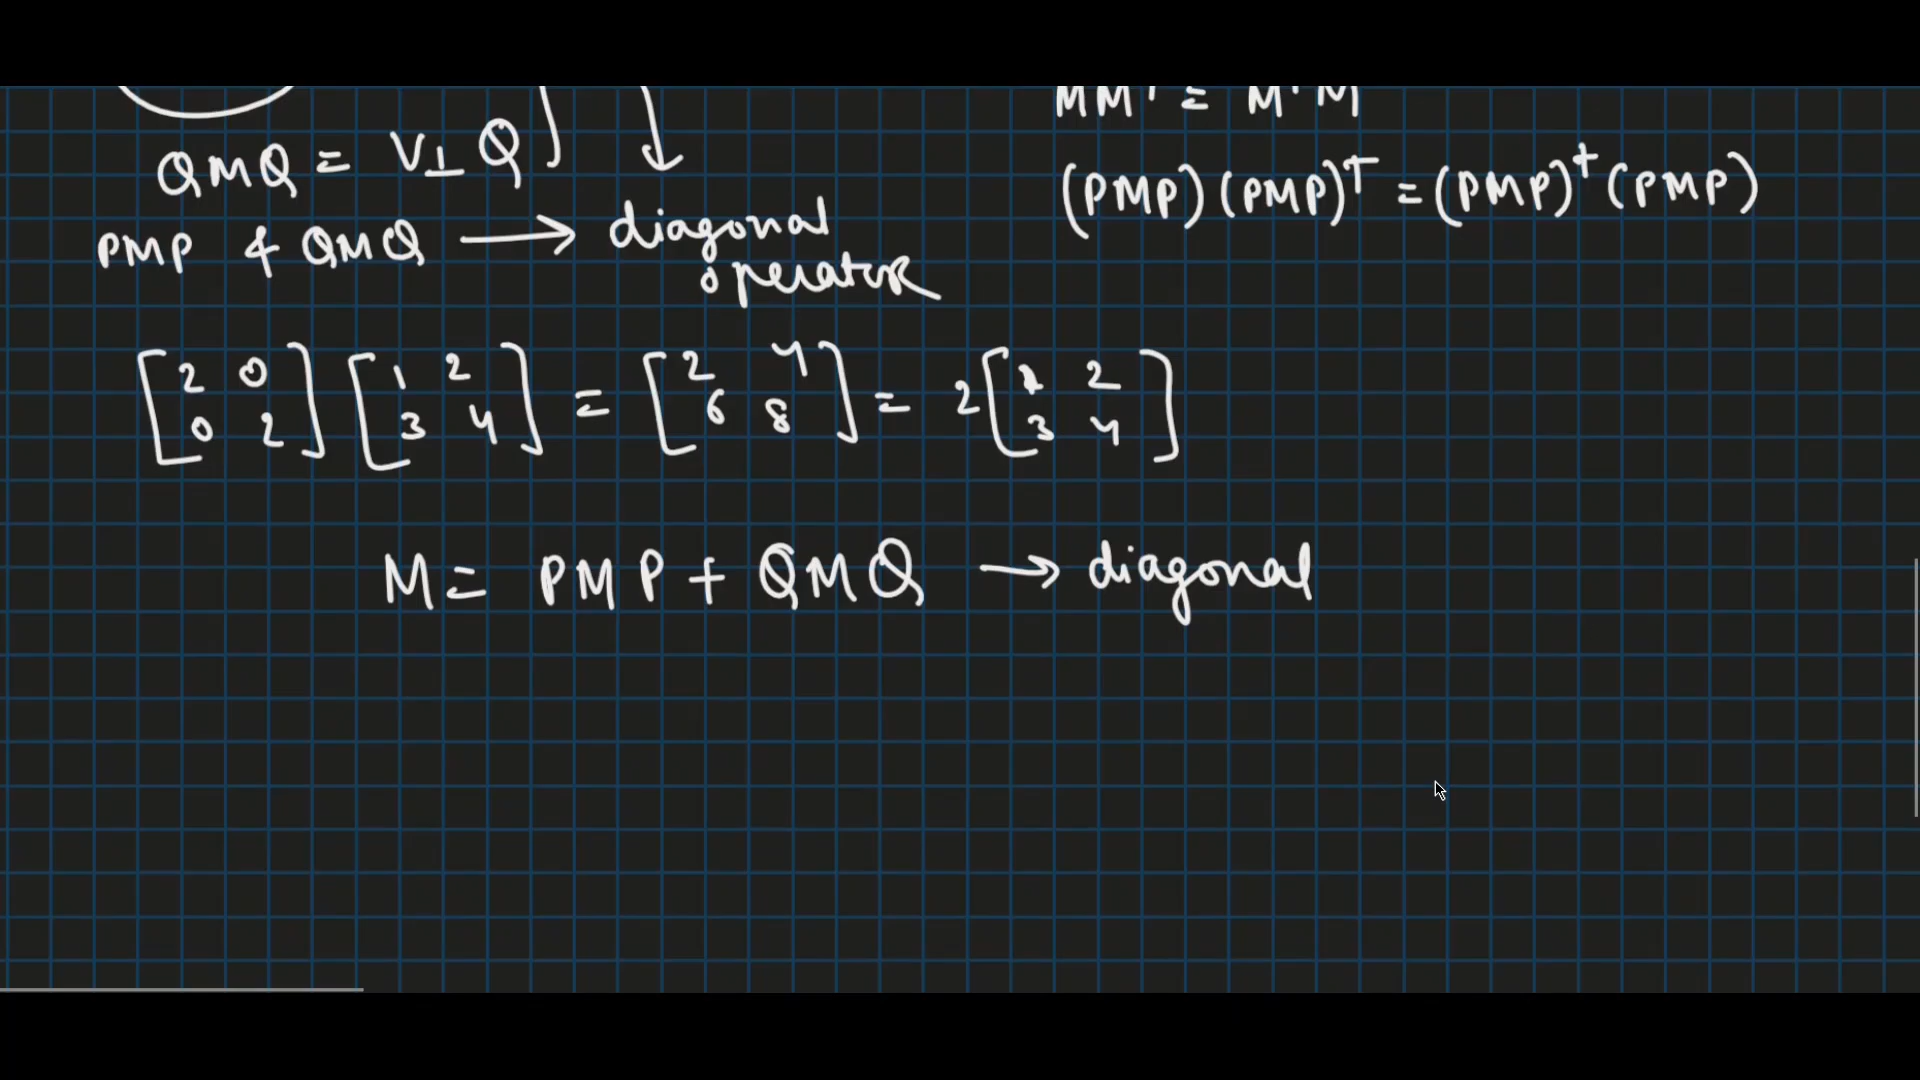 MM† = M†M
QMQ = V⊥ Q
(PMP)(PMP)† = (PMP)†(PMP)
PMP & QMQ → diagonal operator
[2 0; 0 2] [1 2; 3 4] = [2 4; 6 8] = 2 [1 2; 3 4]
M = PMP + QMQ → diagonal